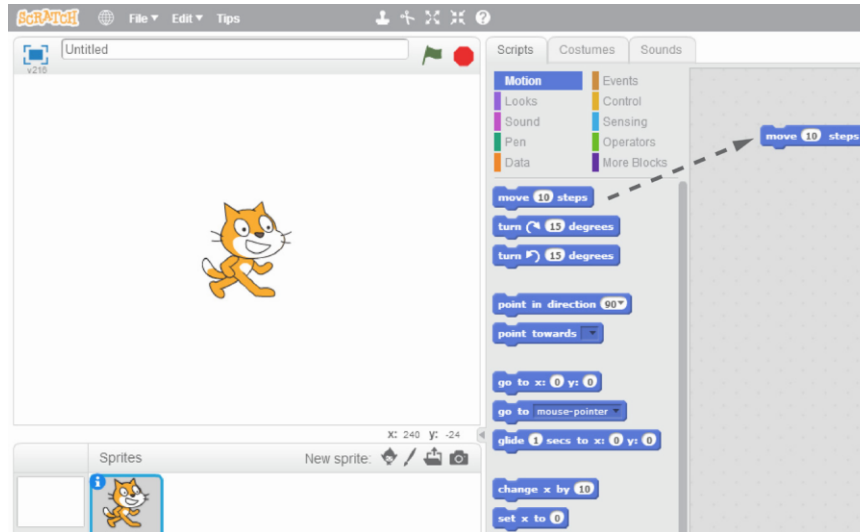 SCRATCH File Edit Tips
v216
Untitled
X: 240 y: -24
Sprites New sprite:
Scripts Costumes Sounds
Motion Events
Looks Control
Sound Sensing
Pen Operators
Data More Blocks
move 10 steps
turn 15 degrees
turn 15 degrees
point in direction 90
point towards
go to x: 0 y: 0
go to mouse-pointer
glide 1 secs to x: 0 y: 0
change x by 10
set x to 0
move 10 steps